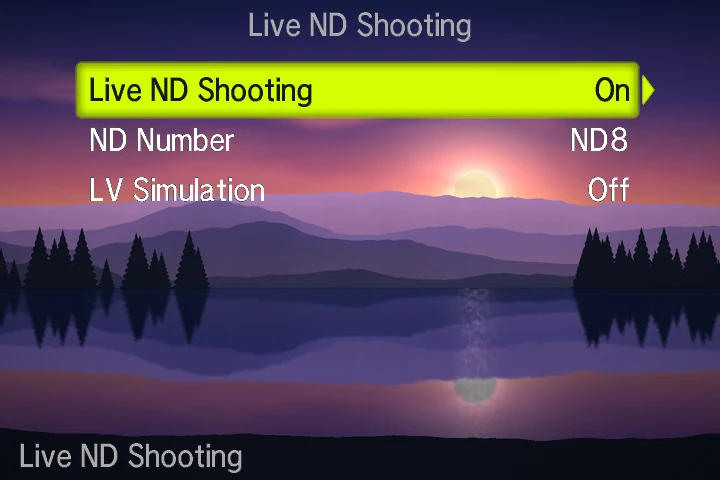 Live ND Shooting
Live ND Shooting On
ND Number ND8
LV Simulation Off
Live ND Shooting